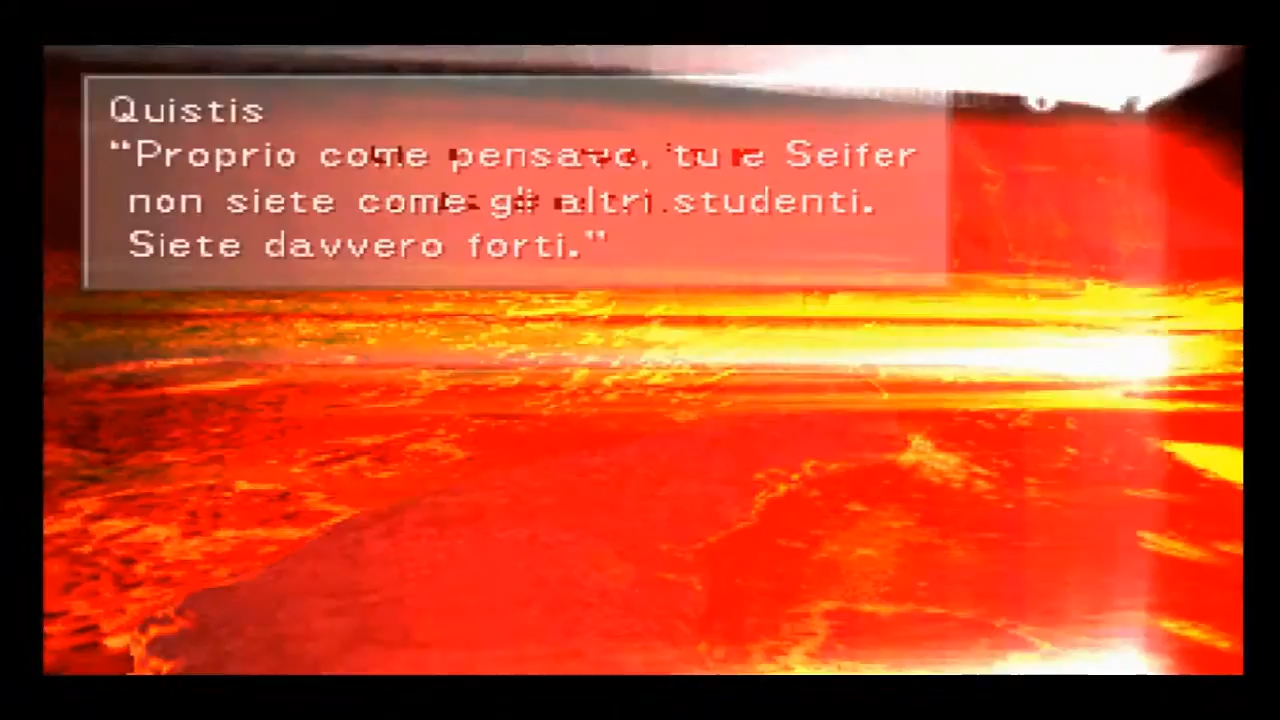 Quistis
“Proprio come pensavo, tu e Seifer
non siete come gli altri studenti.
Siete davvero forti.”